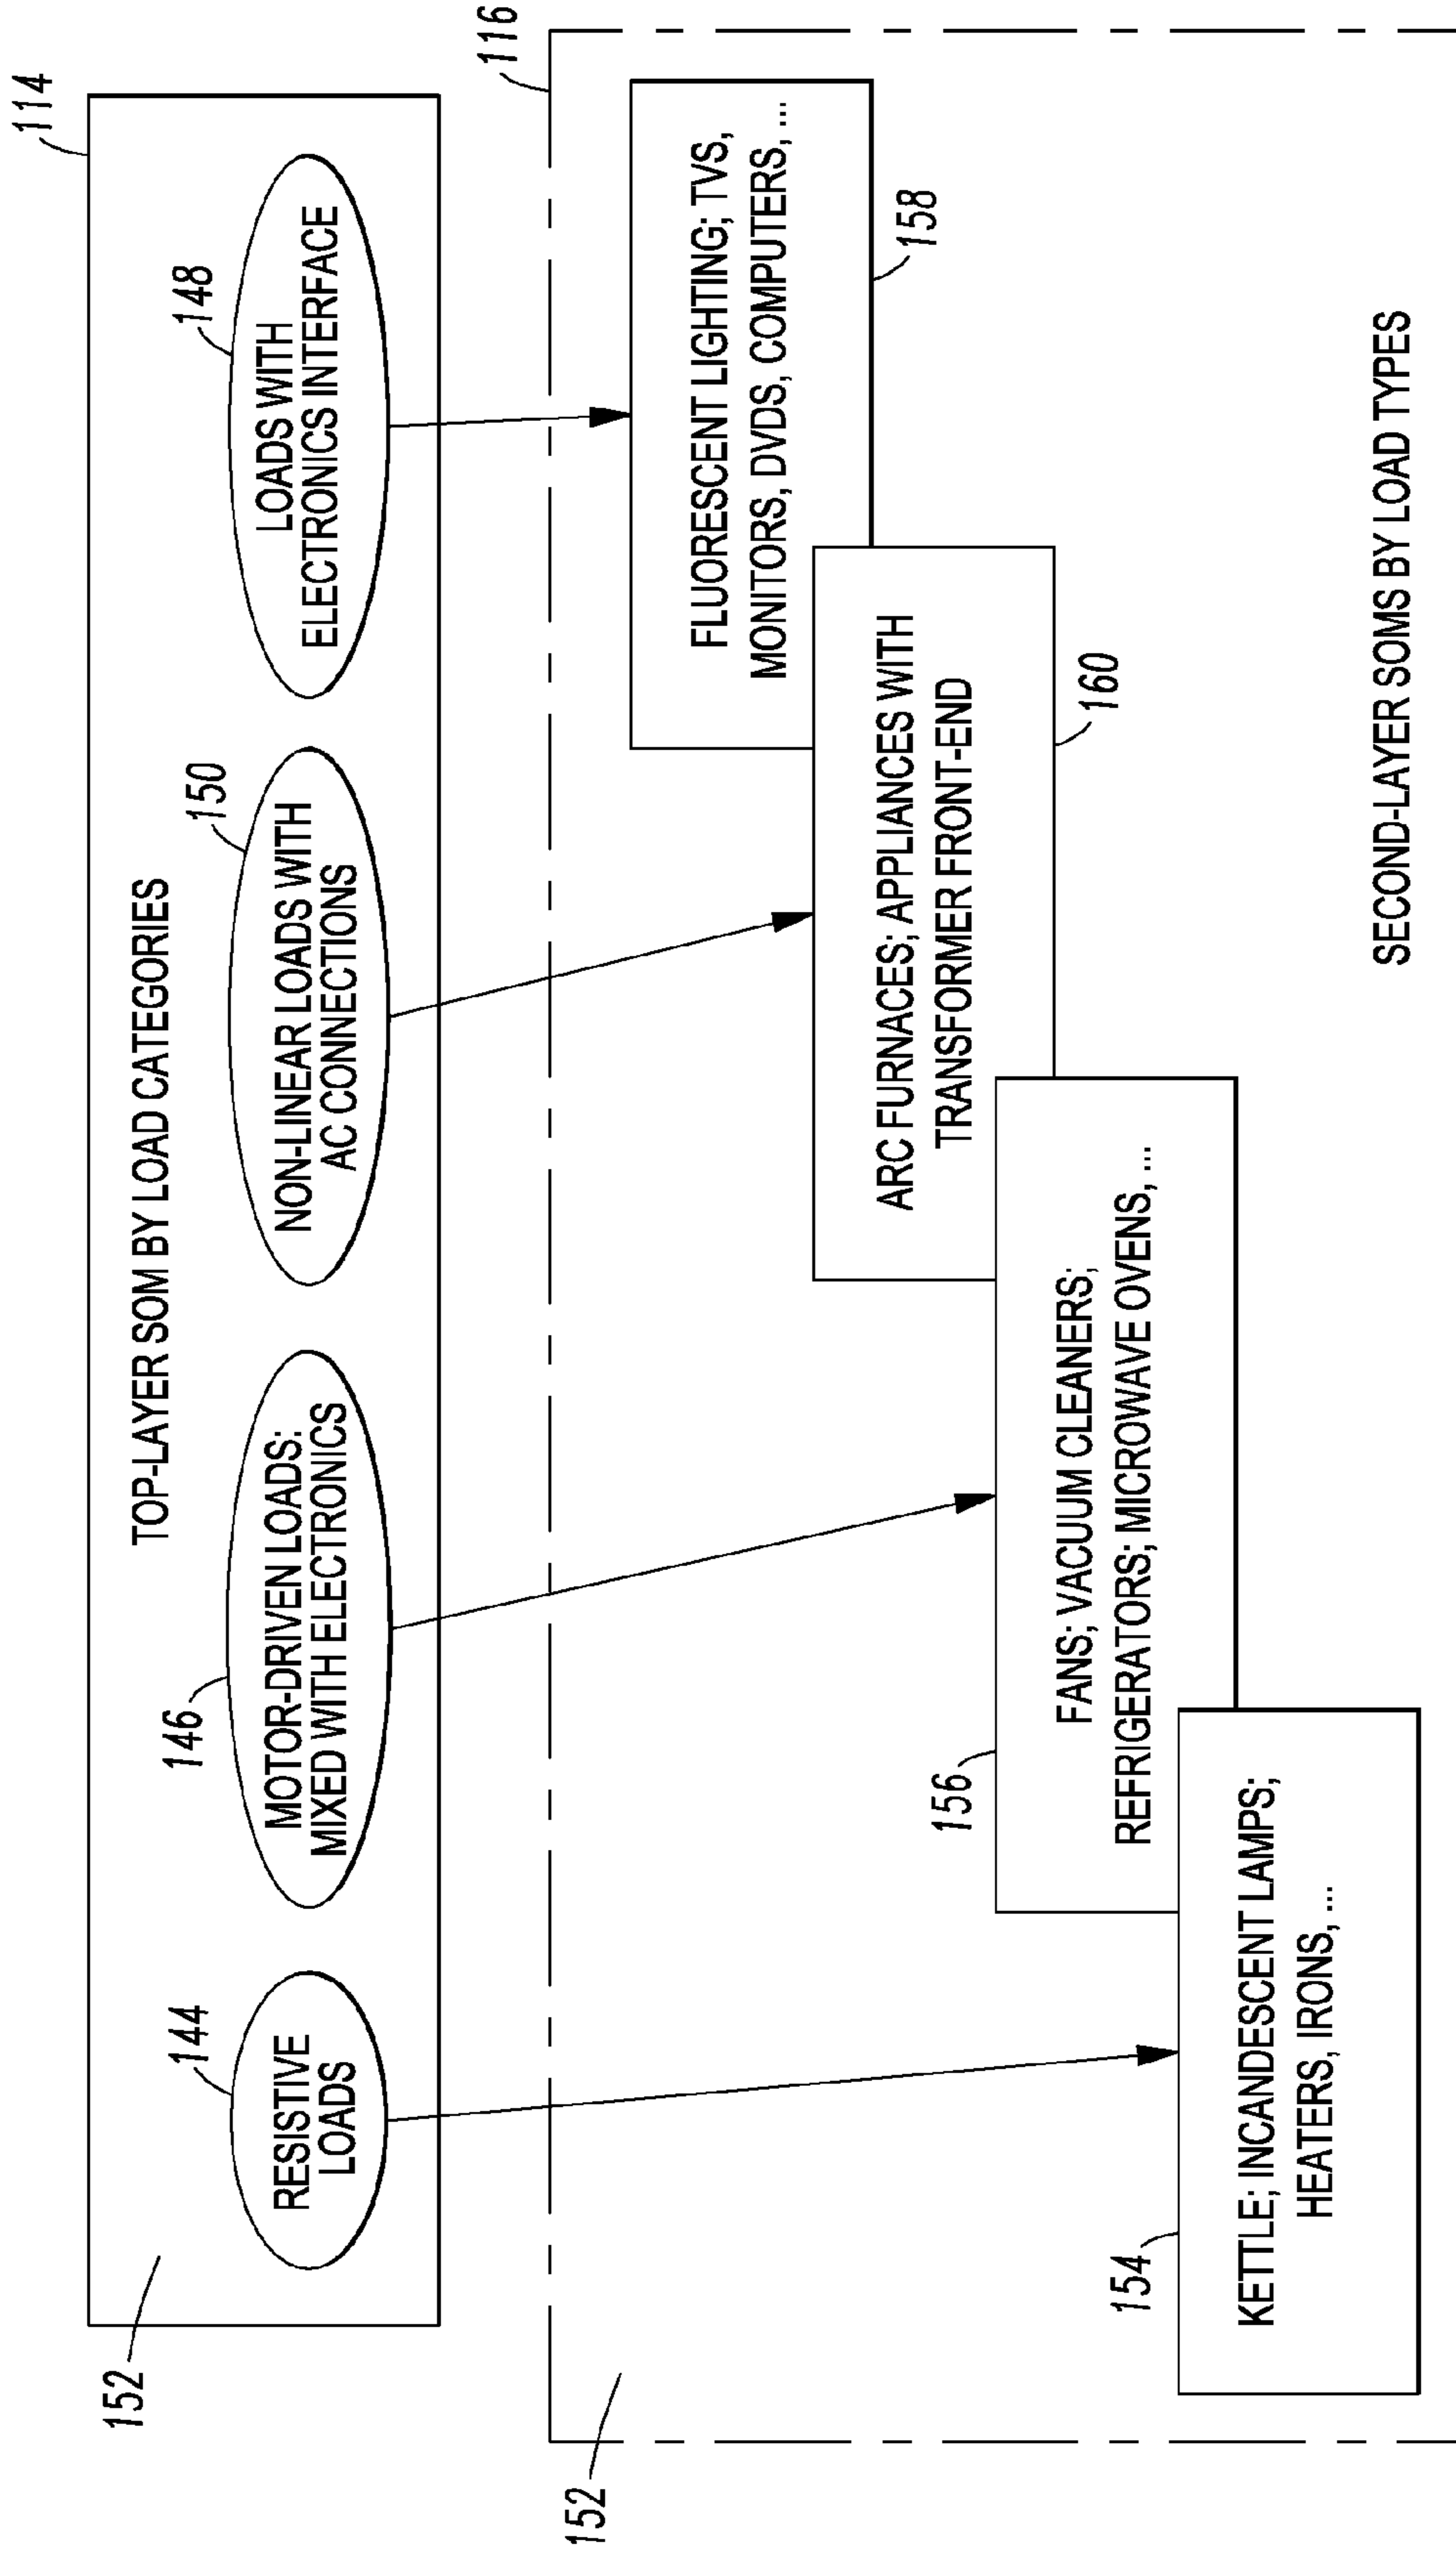 114
TOP-LAYER SOM BY LOAD CATEGORIES
152
144
RESISTIVE
LOADS
146
MOTOR-DRIVEN LOADS:
MIXED WITH ELECTRONICS
150
NON-LINEAR LOADS WITH
AC CONNECTIONS
148
LOADS WITH
ELECTRONICS INTERFACE
116
152
FLUORESCENT LIGHTING; TVS,
MONITORS, DVDS, COMPUTERS, ...
158
ARC FURNACES; APPLIANCES WITH
TRANSFORMER FRONT-END
160
156
FANS; VACUUM CLEANERS;
REFRIGERATORS; MICROWAVE OVENS, ...
154
KETTLE; INCANDESCENT LAMPS;
HEATERS, IRONS, ...
SECOND-LAYER SOMS BY LOAD TYPES